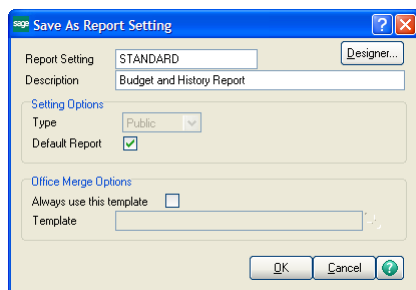 sage Save As Report Setting
Report Setting STANDARD Designer...
Description Budget and History Report
Setting Options
Type Public
Default Report
Office Merge Options
Always use this template
Template
OK Cancel